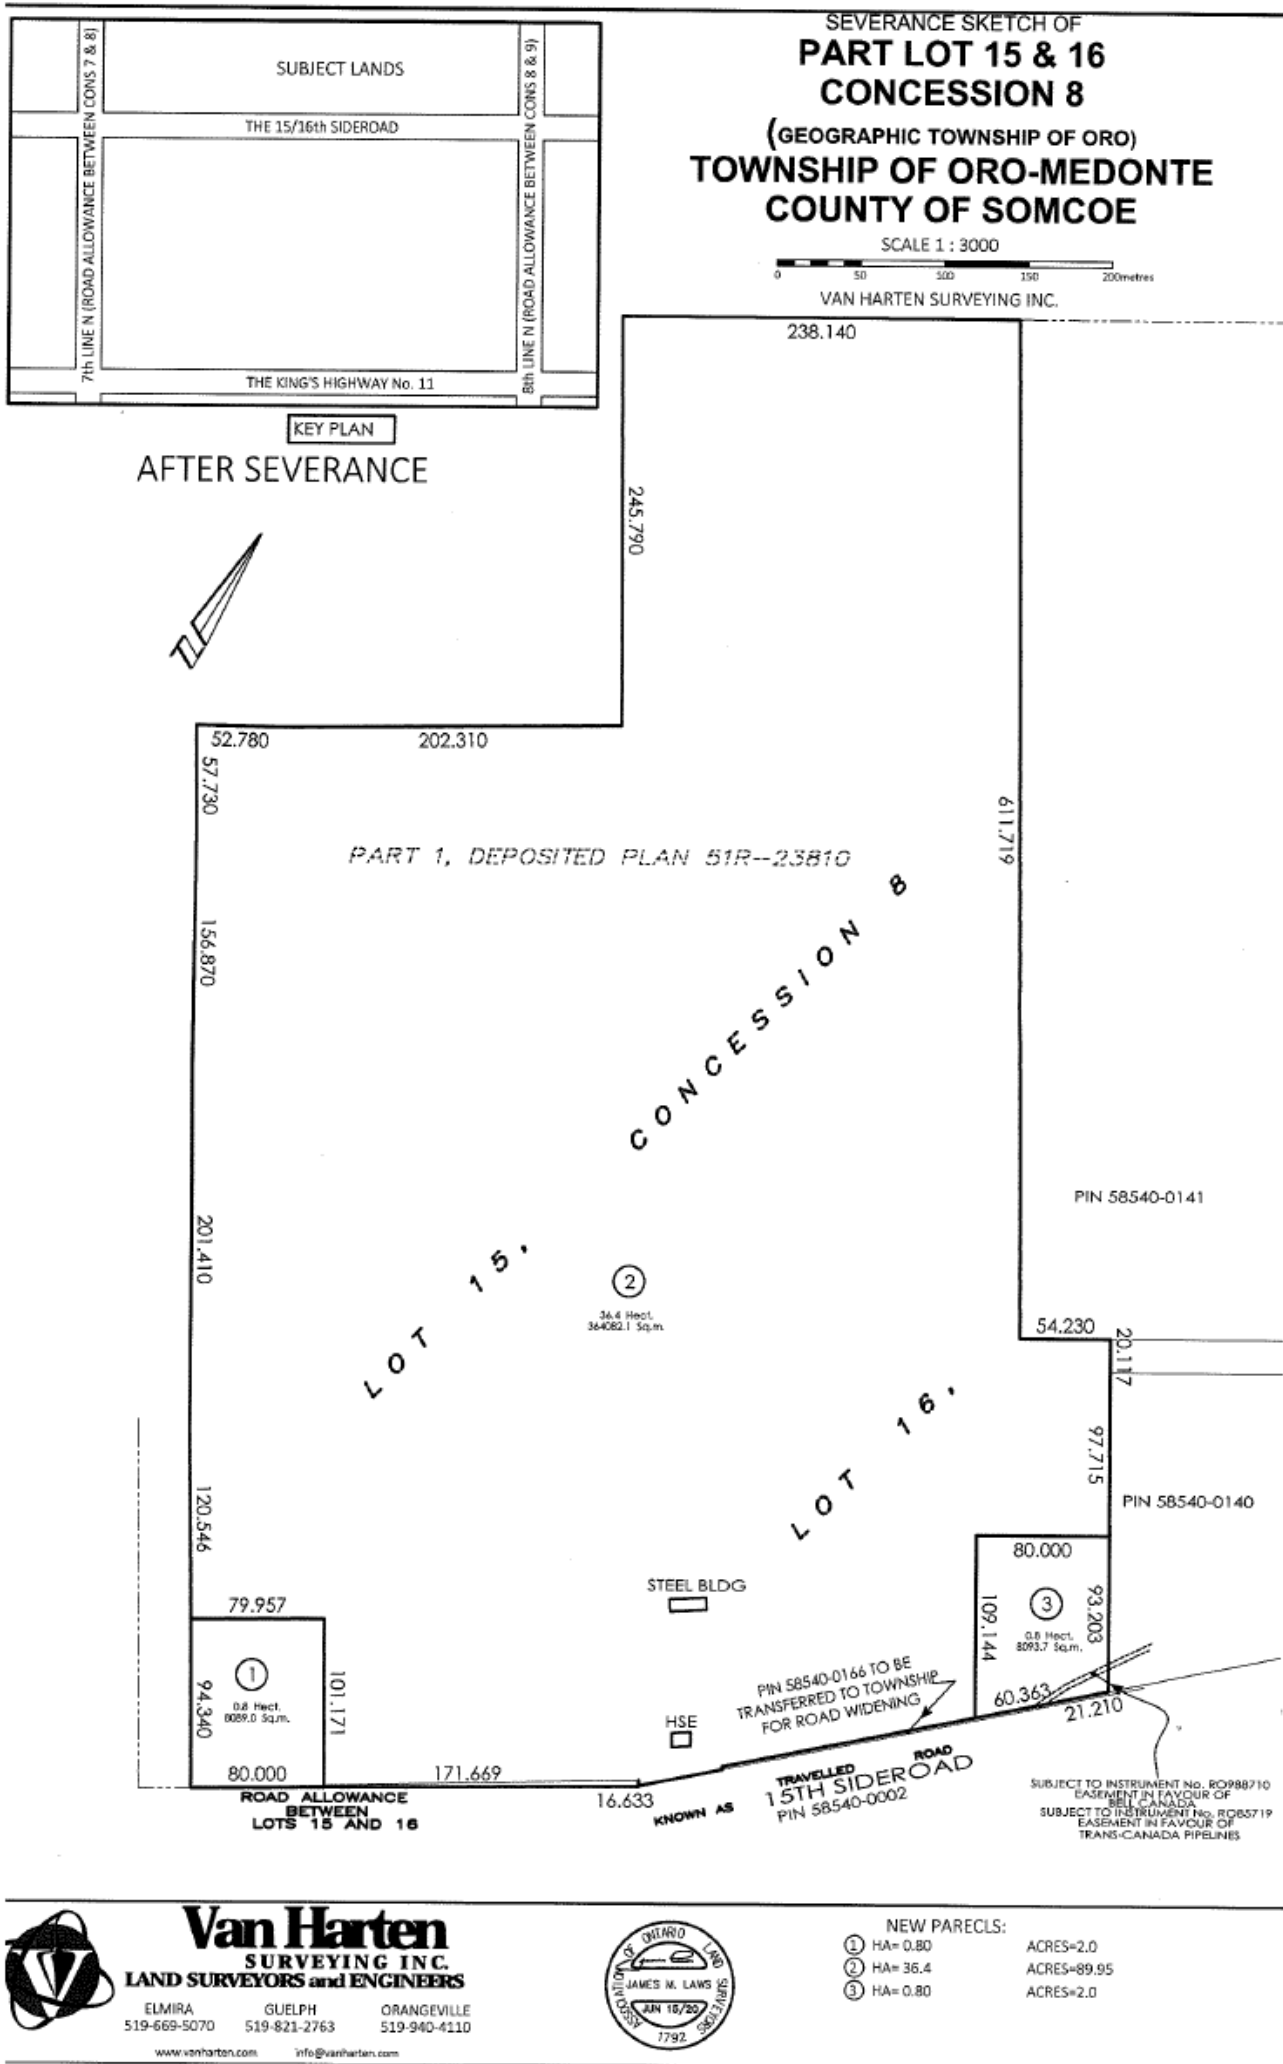 SEVERANCE SKETCH OF
PART LOT 15 & 16
CONCESSION 8
(GEOGRAPHIC TOWNSHIP OF ORO)
TOWNSHIP OF ORO-MEDONTE
COUNTY OF SOMCOE
SCALE 1 : 3000
0 50 100 150 200metres
VAN HARTEN SURVEYING INC.
7th LINE N (ROAD ALLOWANCE BETWEEN CONS 7 & 8)
SUBJECT LANDS
8th LINE N (ROAD ALLOWANCE BETWEEN CONS 8 & 9)
THE 15/16th SIDEROAD
THE KING'S HIGHWAY No. 11
KEY PLAN
AFTER SEVERANCE
238.140
245.790
52.780
202.310
57.730
611.719
PART 1, DEPOSITED PLAN 51R--23810
156.870
LOT 15, CONCESSION 8
PIN 58540-0141
201.410
2
36.4 Hect.
364082.1 Sq.m.
54.230
20.117
LOT 16,
97.715
PIN 58540-0140
120.546
80.000
STEEL BLDG
79.957
3
0.8 Hect.
8093.7 Sq.m.
109.144
93.203
1
0.8 Hect.
8089.0 Sq.m.
94.340
101.171
PIN 58540-0166 TO BE
TRANSFERRED TO TOWNSHIP
FOR ROAD WIDENING
60.363
21.210
HSE
80.000
171.669
16.633
ROAD ALLOWANCE
BETWEEN
LOTS 15 AND 16
TRAVELLED ROAD
KNOWN AS 15TH SIDEROAD
PIN 58540-0002
SUBJECT TO INSTRUMENT No. RO988710
EASEMENT IN FAVOUR OF
BELL CANADA
SUBJECT TO INSTRUMENT No. RO85719
EASEMENT IN FAVOUR OF
TRANS-CANADA PIPELINES
Van Harten
SURVEYING INC.
LAND SURVEYORS and ENGINEERS
ELMIRA GUELPH ORANGEVILLE
519-669-5070 519-821-2763 519-940-4110
www.vanharten.com info@vanharten.com
ASSOCIATION OF ONTARIO LAND SURVEYORS
JAMES M. LAWS
JUN 15/20
1792
NEW PARECLS:
1 HA= 0.80 ACRES=2.0
2 HA= 36.4 ACRES=89.95
3 HA= 0.80 ACRES=2.0